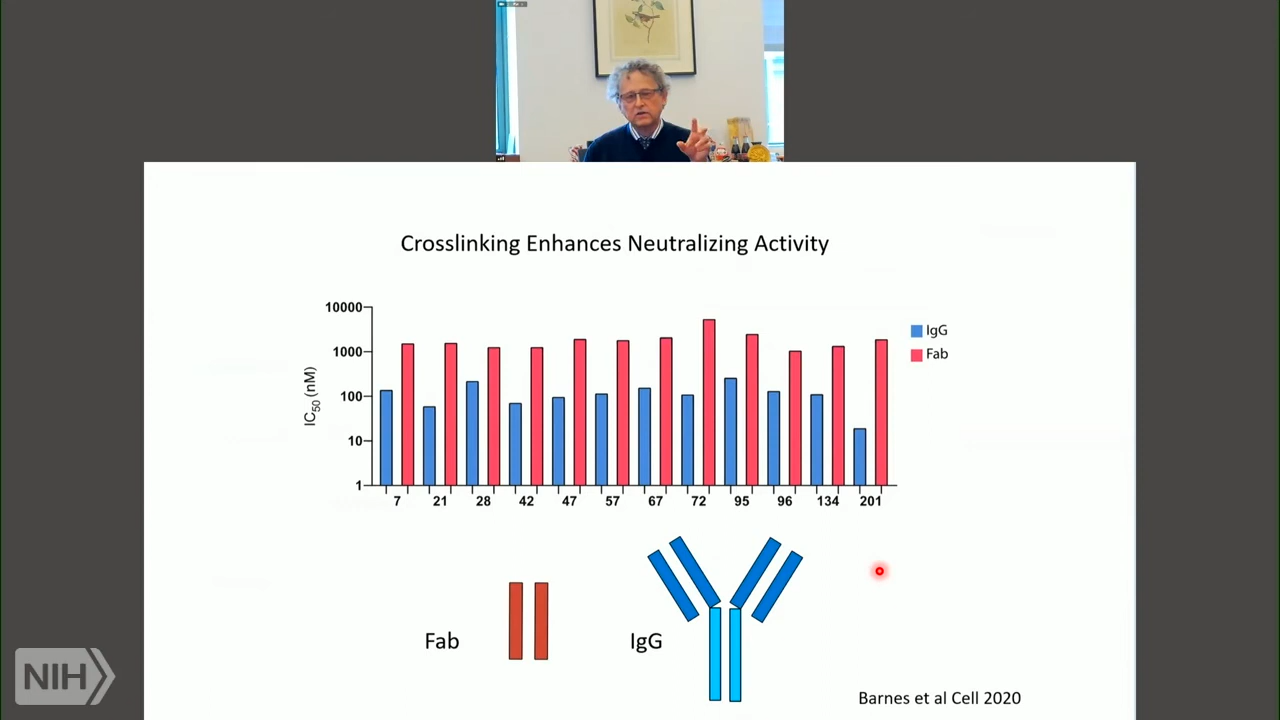 Crosslinking Enhances Neutralizing Activity
10000
1000
100
10
1
IC50 (nM)
IgG
Fab
7 21 28 42 47 57 67 72 95 96 134 201
Fab
IgG
NIH
Barnes et al Cell 2020